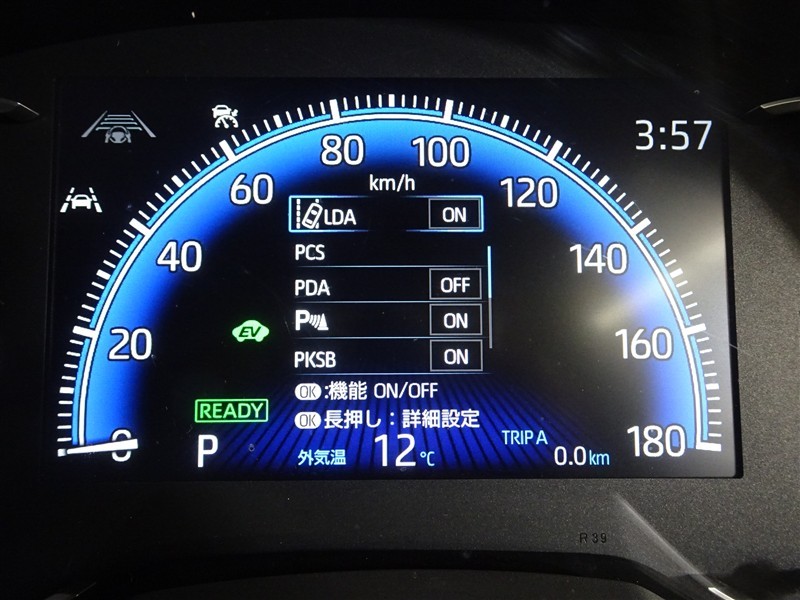 3:57
80
100
km/h
60
120
LDA ON
40
PCS
140
PDA OFF
P ON
EV
20
160
PKSB ON
OK:機能 ON/OFF
READY
OK長押し：詳細設定
0
P
外気温 12℃
TRIP A
0.0km
180
R 39